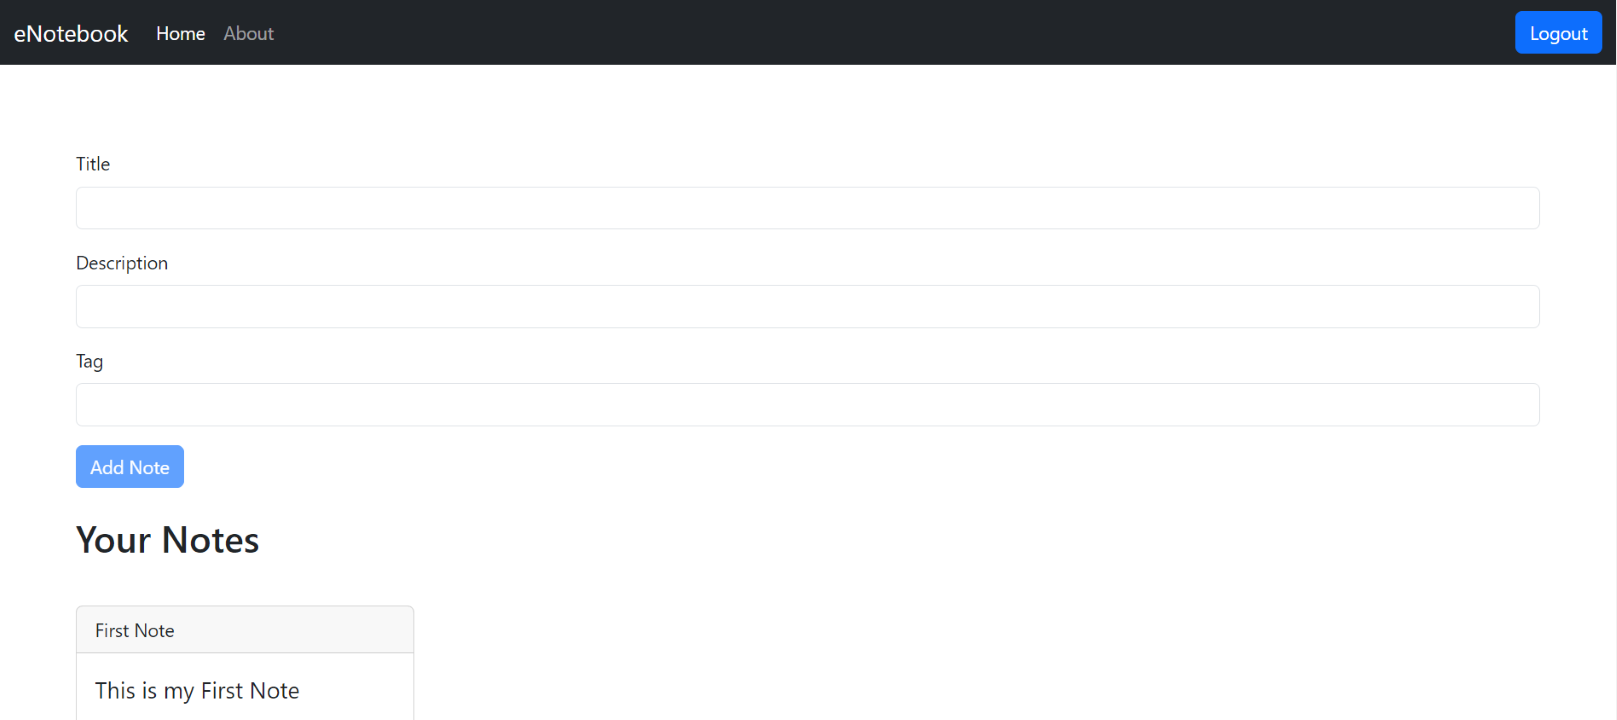 eNotebook Home About Logout
Title
Description
Tag
Add Note
Your Notes
First Note
This is my First Note